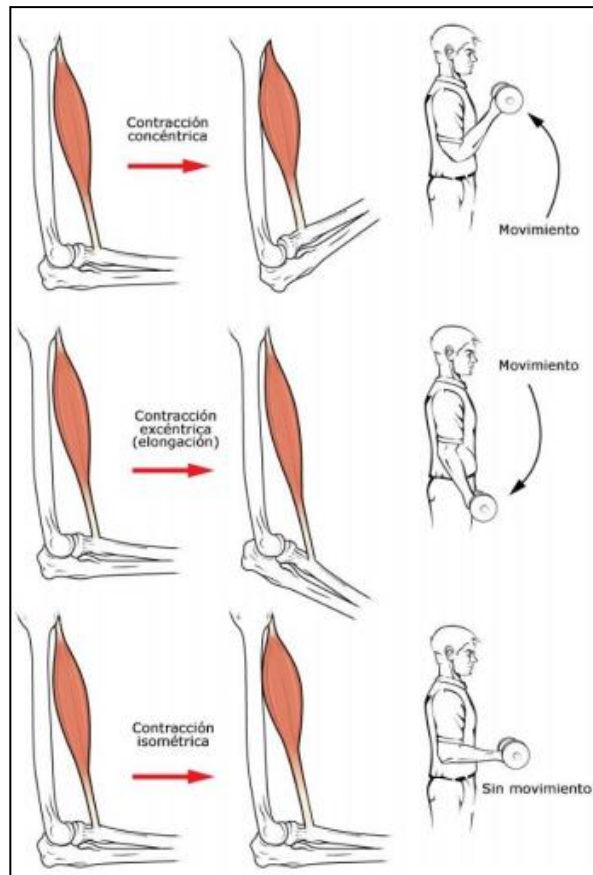 Contracción
concéntrica
Movimiento
Contracción
excéntrica
(elongación)
Movimiento
Contracción
isométrica
Sin movimiento